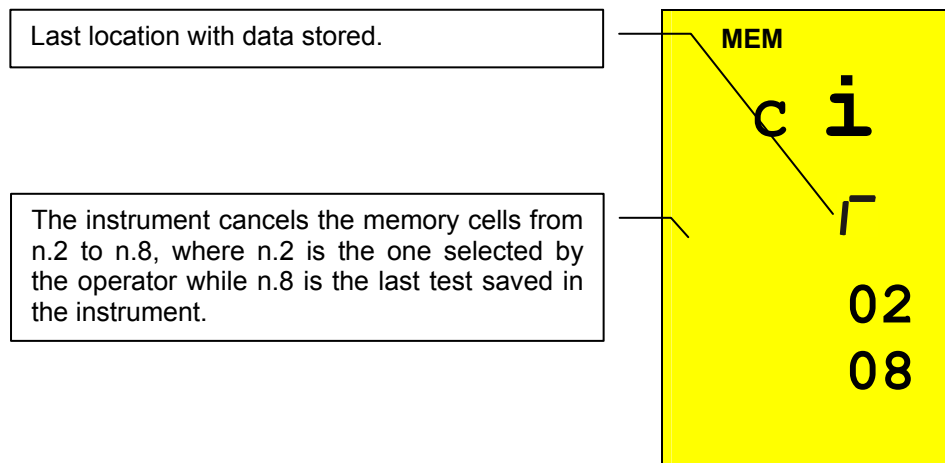 Last location with data stored.
The instrument cancels the memory cells from
n.2 to n.8, where n.2 is the one selected by
the operator while n.8 is the last test saved in
the instrument.
MEM
c i
r
02
08